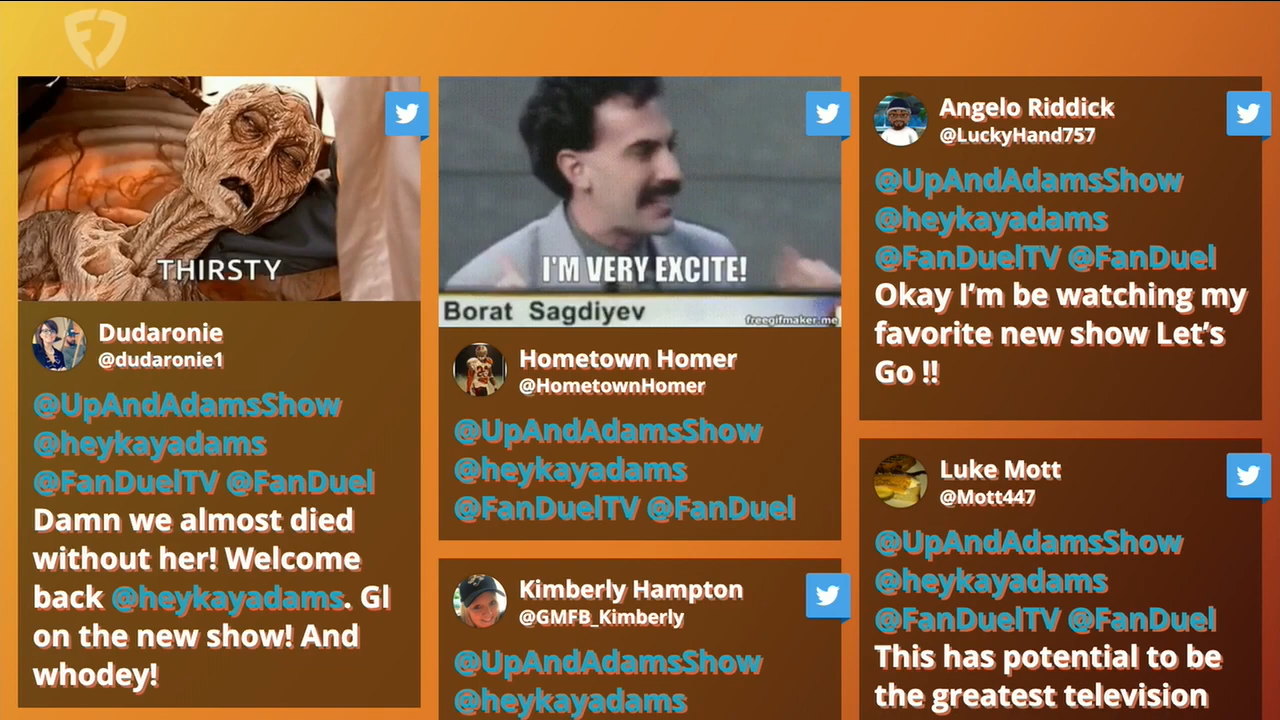 THIRSTY
Dudaronie
@dudaronie1
@UpAndAdamsShow
@heykayadams
@FanDuelTV @FanDuel
Damn we almost died
without her! Welcome
back @heykayadams. Gl
on the new show! And
whodey!
I'M VERY EXCITE!
Borat Sagdiyev
freegifmaker.me
Hometown Homer
@HometownHomer
@UpAndAdamsShow
@heykayadams
@FanDuelTV @FanDuel
Kimberly Hampton
@GMFB_Kimberly
@UpAndAdamsShow
@heykayadams
Angelo Riddick
@LuckyHand757
@UpAndAdamsShow
@heykayadams
@FanDuelTV @FanDuel
Okay I’m be watching my
favorite new show Let’s
Go !!
Luke Mott
@Mott447
@UpAndAdamsShow
@heykayadams
@FanDuelTV @FanDuel
This has potential to be
the greatest television